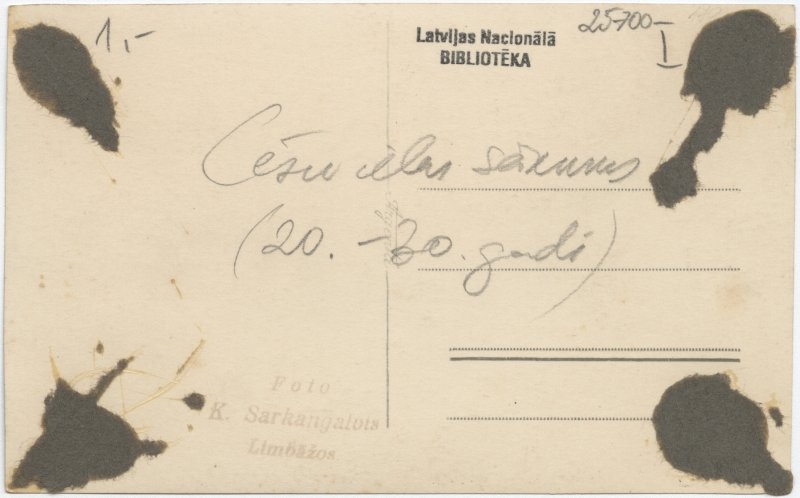 1,-
25700-
I
Latvijas Nacionālā
BIBLIOTĒKA
Cēsu ielas sākums
(20. - 30. gadi)
Foto
K. Sarkangalvis
Limbažos